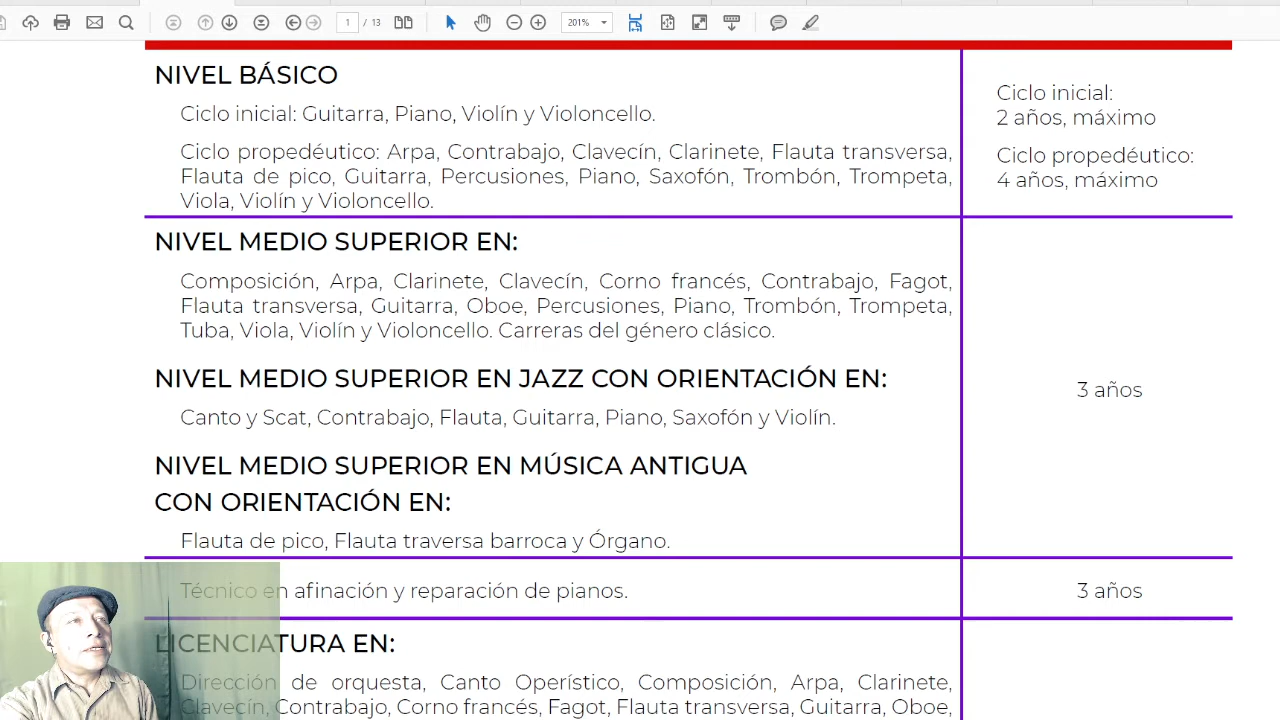 1 / 13
201%
NIVEL BÁSICO
Ciclo inicial: Guitarra, Piano, Violín y Violoncello.
Ciclo propedéutico: Arpa, Contrabajo, Clavecín, Clarinete, Flauta transversa,
Flauta de pico, Guitarra, Percusiones, Piano, Saxofón, Trombón, Trompeta,
Viola, Violín y Violoncello.
Ciclo inicial:
2 años, máximo
Ciclo propedéutico:
4 años, máximo
NIVEL MEDIO SUPERIOR EN:
Composición, Arpa, Clarinete, Clavecín, Corno francés, Contrabajo, Fagot,
Flauta transversa, Guitarra, Oboe, Percusiones, Piano, Trombón, Trompeta,
Tuba, Viola, Violín y Violoncello. Carreras del género clásico.
NIVEL MEDIO SUPERIOR EN JAZZ CON ORIENTACIÓN EN:
Canto y Scat, Contrabajo, Flauta, Guitarra, Piano, Saxofón y Violín.
NIVEL MEDIO SUPERIOR EN MÚSICA ANTIGUA
CON ORIENTACIÓN EN:
Flauta de pico, Flauta traversa barroca y Órgano.
3 años
Técnico en afinación y reparación de pianos.
3 años
LICENCIATURA EN:
Dirección de orquesta, Canto Operístico, Composición, Arpa, Clarinete,
Clavecín, Contrabajo, Corno francés, Fagot, Flauta transversa, Guitarra, Oboe,